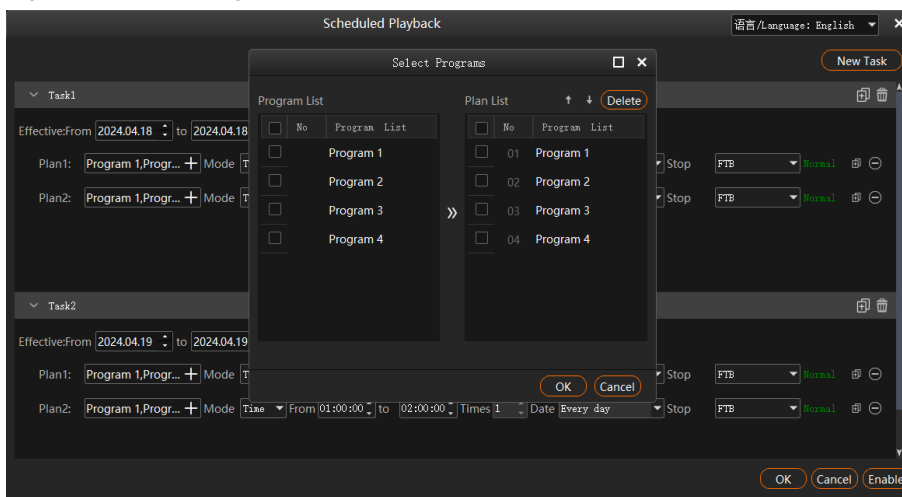 Scheduled Playback
语言/Language: English
New Task
Select Programs
Program List
Plan List
Delete
No Program List
No Program List
Program 1
01 Program 1
Program 2
02 Program 2
Program 3
03 Program 3
Program 4
04 Program 4
OK Cancel
Task1
Effective:From 2024.04.18 to 2024.04.18
Plan1: Program 1,Progr... Mode T Stop FTB Normal
Plan2: Program 1,Progr... Mode T Stop FTB Normal
Task2
Effective:From 2024.04.19 to 2024.04.19
Plan1: Program 1,Progr... Mode T Stop FTB Normal
Plan2: Program 1,Progr... Mode Time From 01:00:00 to 02:00:00 Times 1 Date Every day Stop FTB Normal
OK Cancel Enable